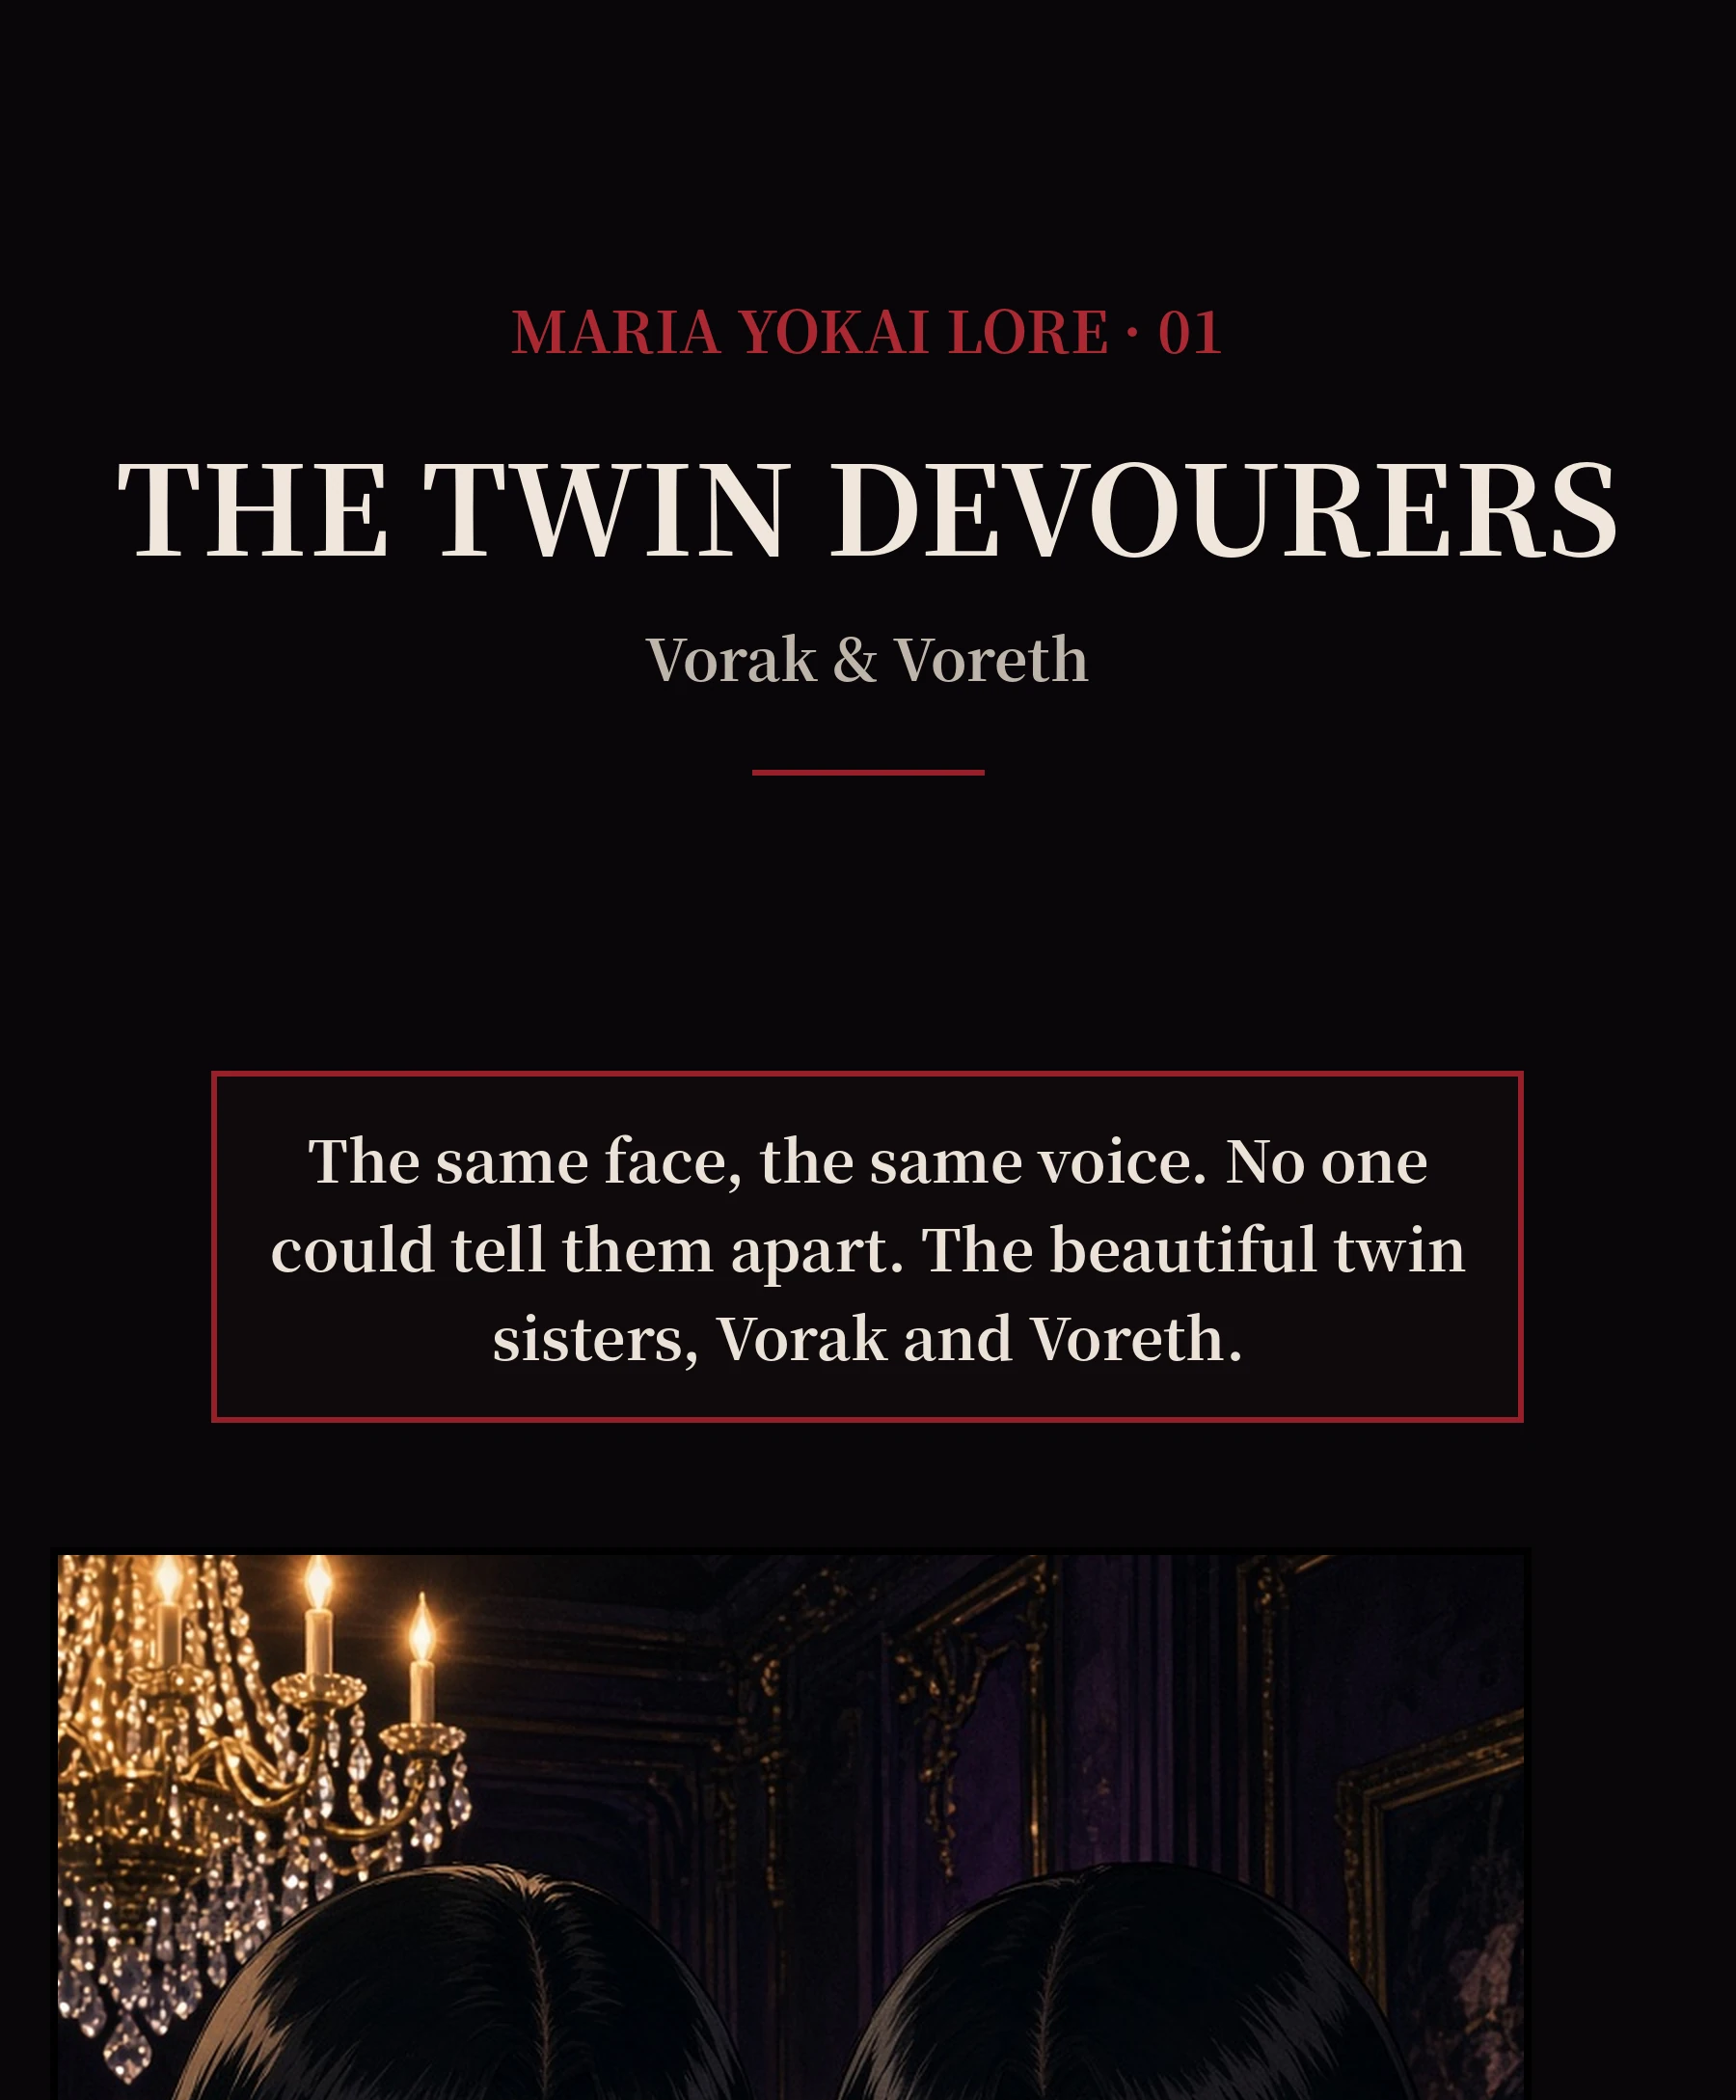 MARIA YOKAI LORE · 01
THE TWIN DEVOURERS
Vorak & Voreth
The same face, the same voice. No one
could tell them apart. The beautiful twin
sisters, Vorak and Voreth.